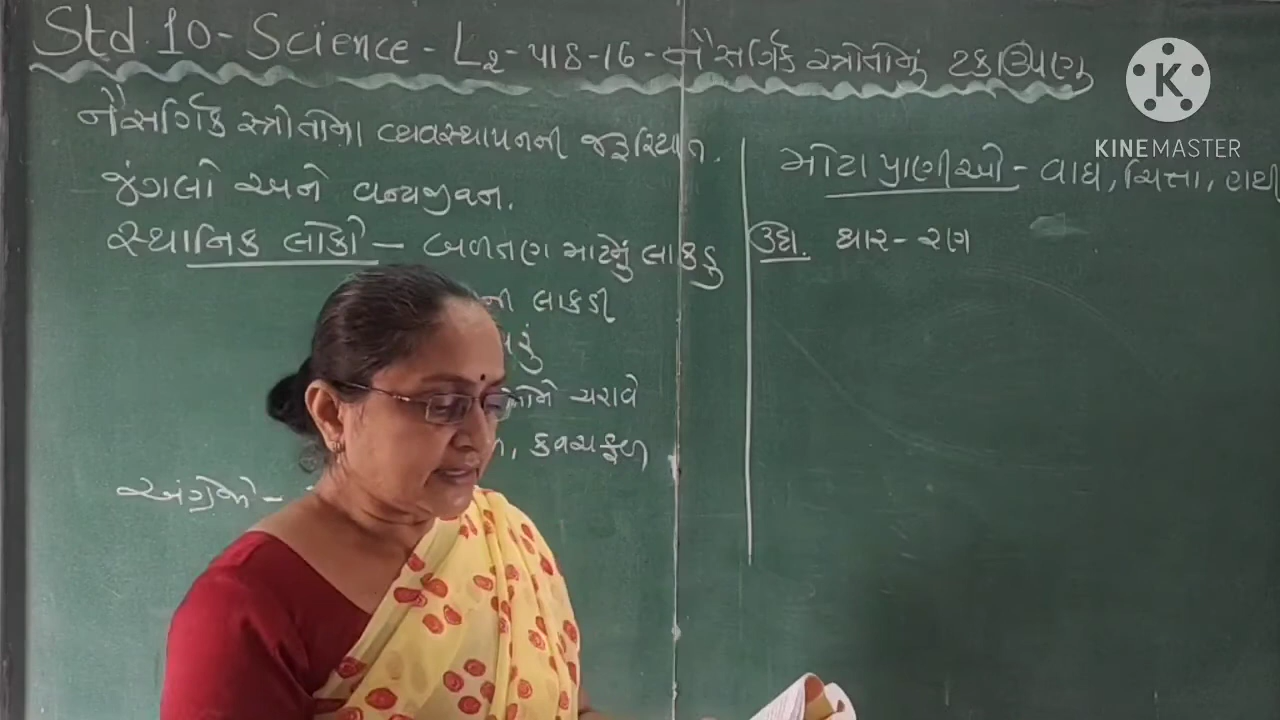 Std. 10 - Science - L2 - પાઠ-16 - નૈસર્ગિક સ્ત્રોતોનું ટકાઉપણુ
નૈસર્ગિક સ્ત્રોતોના વ્યવસ્થાપનની જરૂરિયાત.
જંગલો અને વન્યજીવન.
સ્થાનિક લોકો - બળતણ માટેનું લાકડુ
ની લાકડી
ચરાવે
, કવચફળ
અંગ્રેજો -
મોટા પ્રાણીઓ - વાઘ, ચિત્તા, હાથી
ઉદા. થાર - રણ
K
KINEMASTER